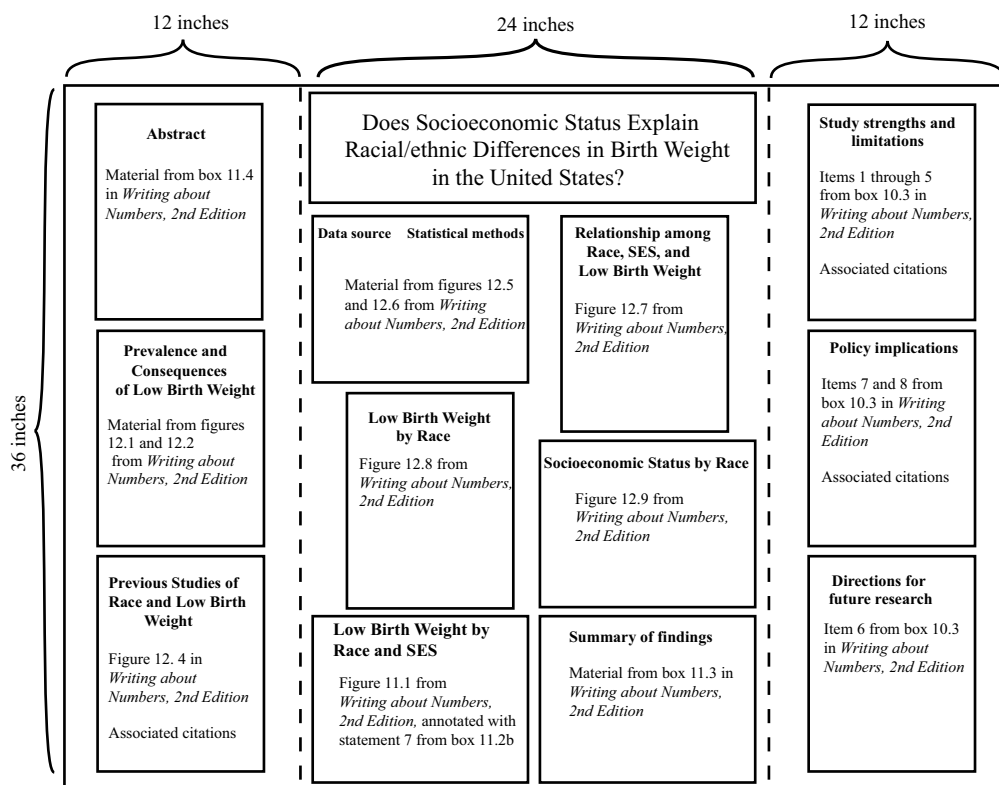 12 inches
24 inches
12 inches
36 inches
Abstract
Material from box 11.4
in Writing about
Numbers, 2nd Edition
Prevalence and
Consequences
of Low Birth Weight
Material from figures
12.1 and 12.2
from Writing about
Numbers, 2nd Edition
Previous Studies of
Race and Low Birth
Weight
Figure 12. 4 in
Writing about
Numbers, 2nd Edition
Associated citations
Does Socioeconomic Status Explain
Racial/ethnic Differences in Birth Weight
in the United States?
Data source Statistical methods
Material from figures 12.5
and 12.6 from Writing
about Numbers, 2nd Edition
Relationship among
Race, SES, and
Low Birth Weight
Figure 12.7 from
Writing about Numbers,
2nd Edition
Low Birth Weight
by Race
Figure 12.8 from
Writing about Numbers,
2nd Edition
Socioeconomic Status by Race
Figure 12.9 from
Writing about Numbers,
2nd Edition
Low Birth Weight by
Race and SES
Figure 11.1 from
Writing about Numbers,
2nd Edition, annotated with
statement 7 from box 11.2b
Summary of findings
Material from box 11.3 in
Writing about Numbers,
2nd Edition
Study strengths and
limitations
Items 1 through 5
from box 10.3 in
Writing about Numbers,
2nd Edition
Associated citations
Policy implications
Items 7 and 8 from
box 10.3 in Writing
about Numbers, 2nd
Edition
Associated citations
Directions for
future research
Item 6 from box 10.3
in Writing about
Numbers, 2nd Edition